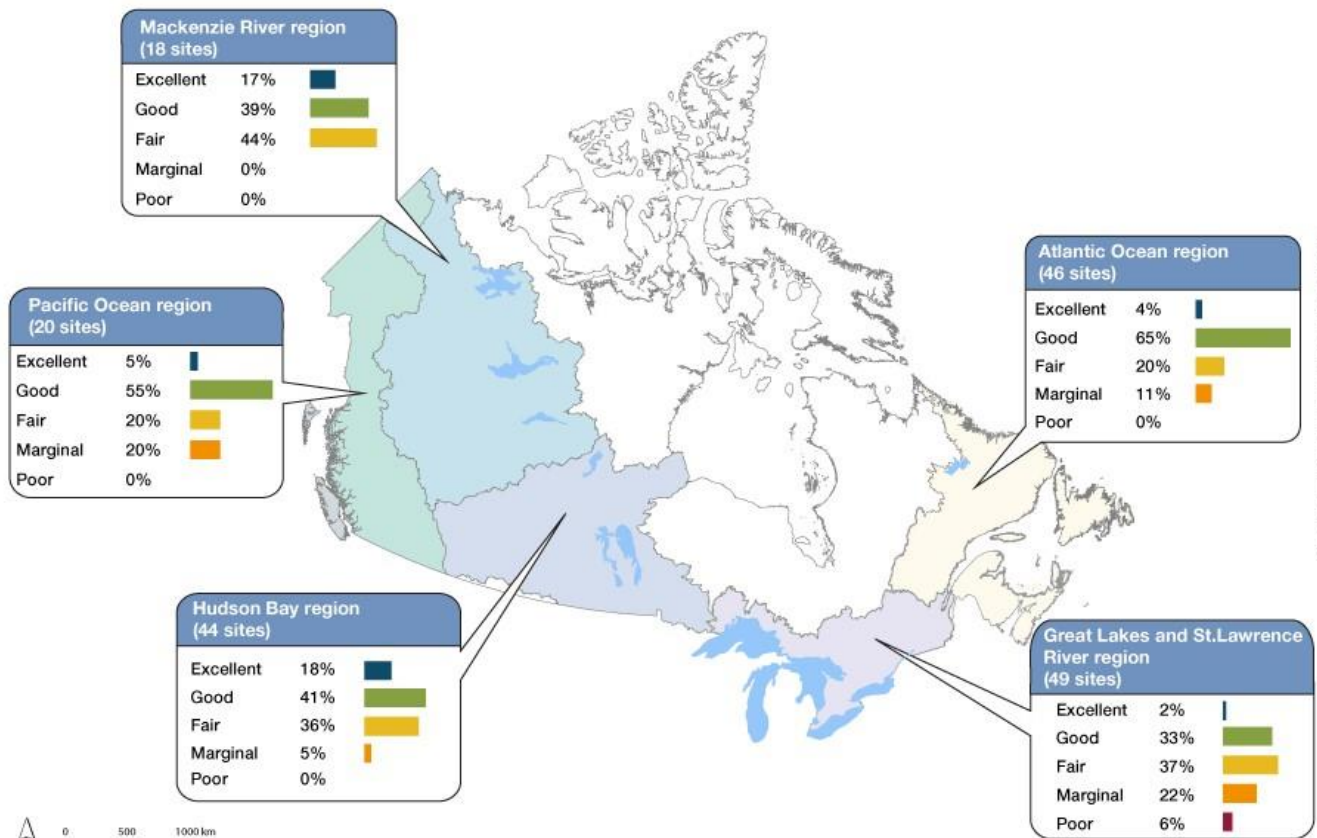 Mackenzie River region
(18 sites)
Excellent 17%
Good 39%
Fair 44%
Marginal 0%
Poor 0%
Pacific Ocean region
(20 sites)
Excellent 5%
Good 55%
Fair 20%
Marginal 20%
Poor 0%
Atlantic Ocean region
(46 sites)
Excellent 4%
Good 65%
Fair 20%
Marginal 11%
Poor 0%
Hudson Bay region
(44 sites)
Excellent 18%
Good 41%
Fair 36%
Marginal 5%
Poor 0%
Great Lakes and St.Lawrence
River region
(49 sites)
Excellent 2%
Good 33%
Fair 37%
Marginal 22%
Poor 6%
0 500 1000 km